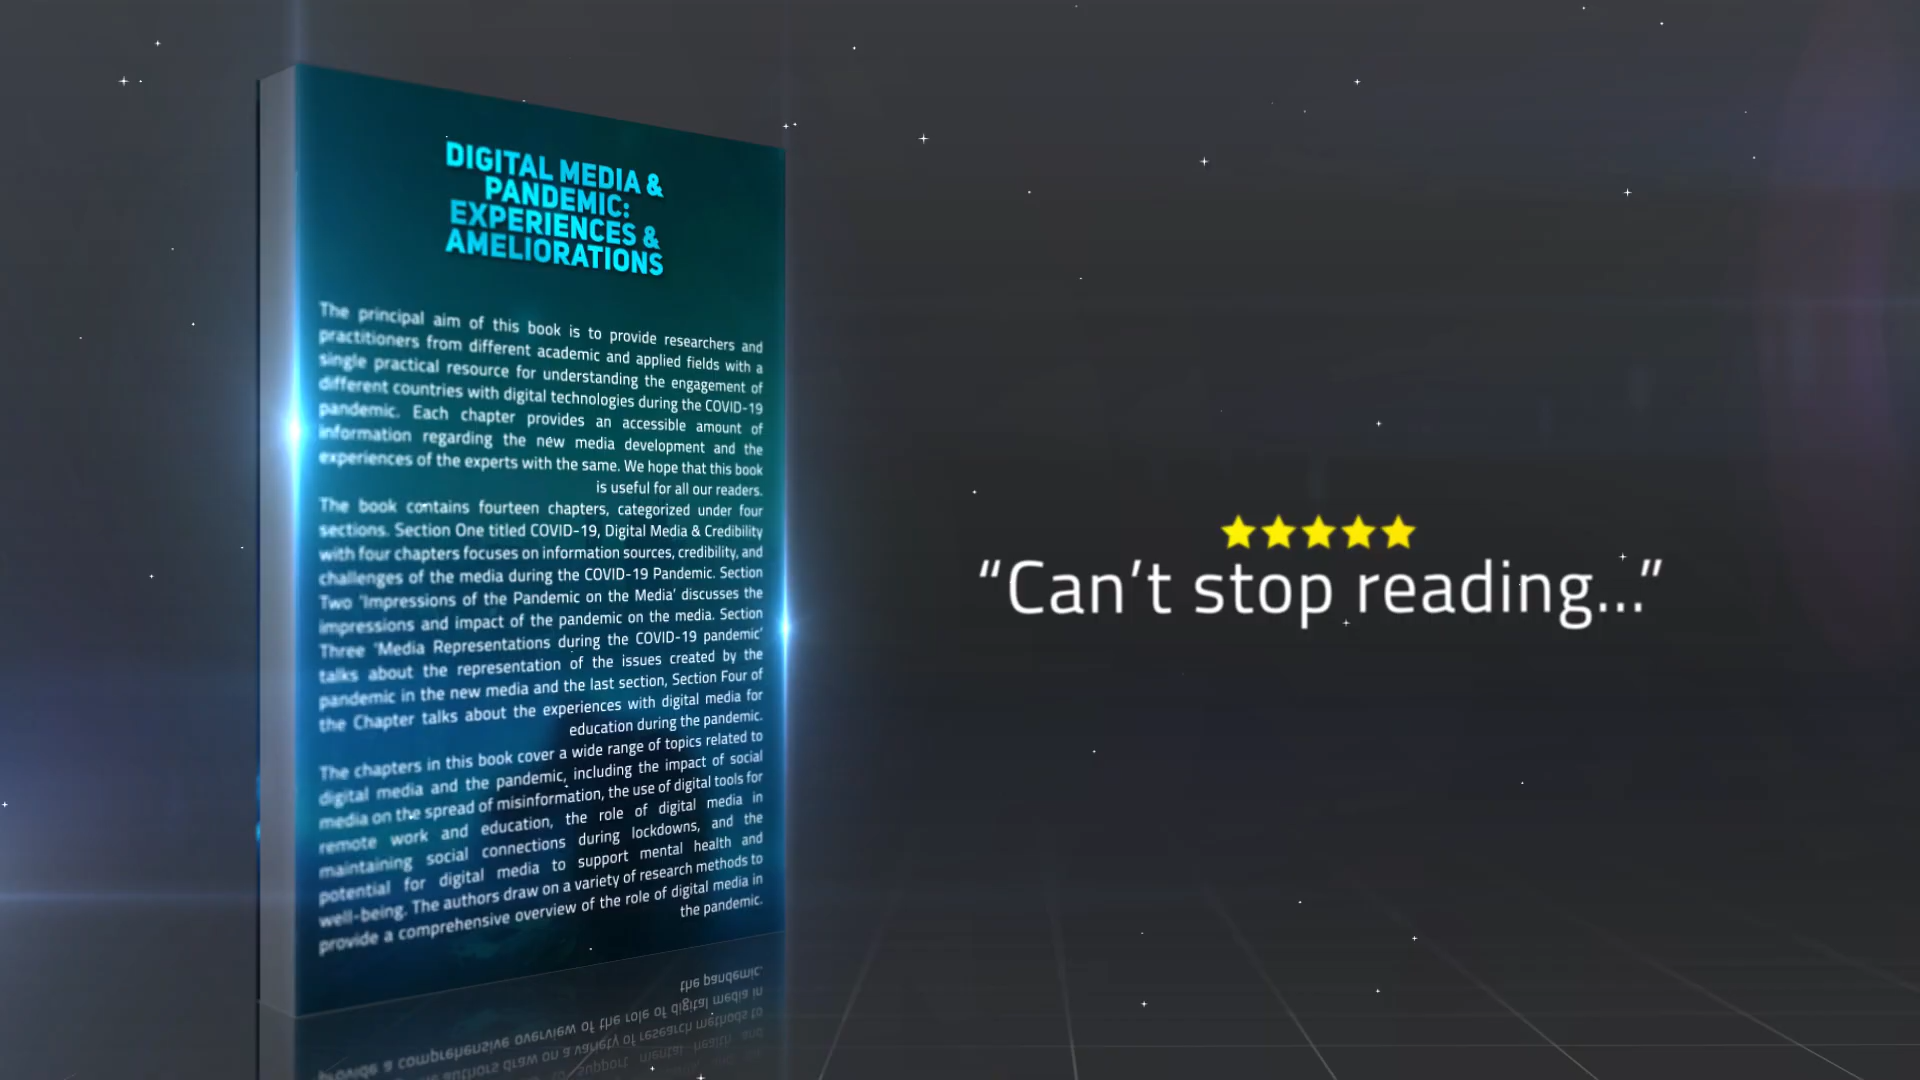 DIGITAL MEDIA &
PANDEMIC:
EXPERIENCES &
AMELIORATIONS
The principal aim of this book is to provide researchers and
practitioners from different academic and applied fields with a
single practical resource for understanding the engagement of
different countries with digital technologies during the COVID-19
pandemic. Each chapter provides an accessible amount of
information regarding the new media development and the
experiences of the experts with the same. We hope that this book
is useful for all our readers.
The book contains fourteen chapters, categorized under four
sections. Section One titled COVID-19, Digital Media & Credibility
with four chapters focuses on information sources, credibility, and
challenges of the media during the COVID-19 Pandemic. Section
Two 'Impressions of the Pandemic on the Media' discusses the
impressions and impact of the pandemic on the media. Section
Three 'Media Representations during the COVID-19 pandemic'
talks about the representation of the issues created by the
pandemic in the new media and the last section, Section Four of
the Chapter talks about the experiences with digital media for
education during the pandemic.
The chapters in this book cover a wide range of topics related to
digital media and the pandemic, including the impact of social
media on the spread of misinformation, the use of digital tools for
remote work and education, the role of digital media in
maintaining social connections during lockdowns, and the
potential for digital media to support mental health and
well-being. The authors draw on a variety of research methods to
provide a comprehensive overview of the role of digital media in
the pandemic.
“Can’t stop reading...”